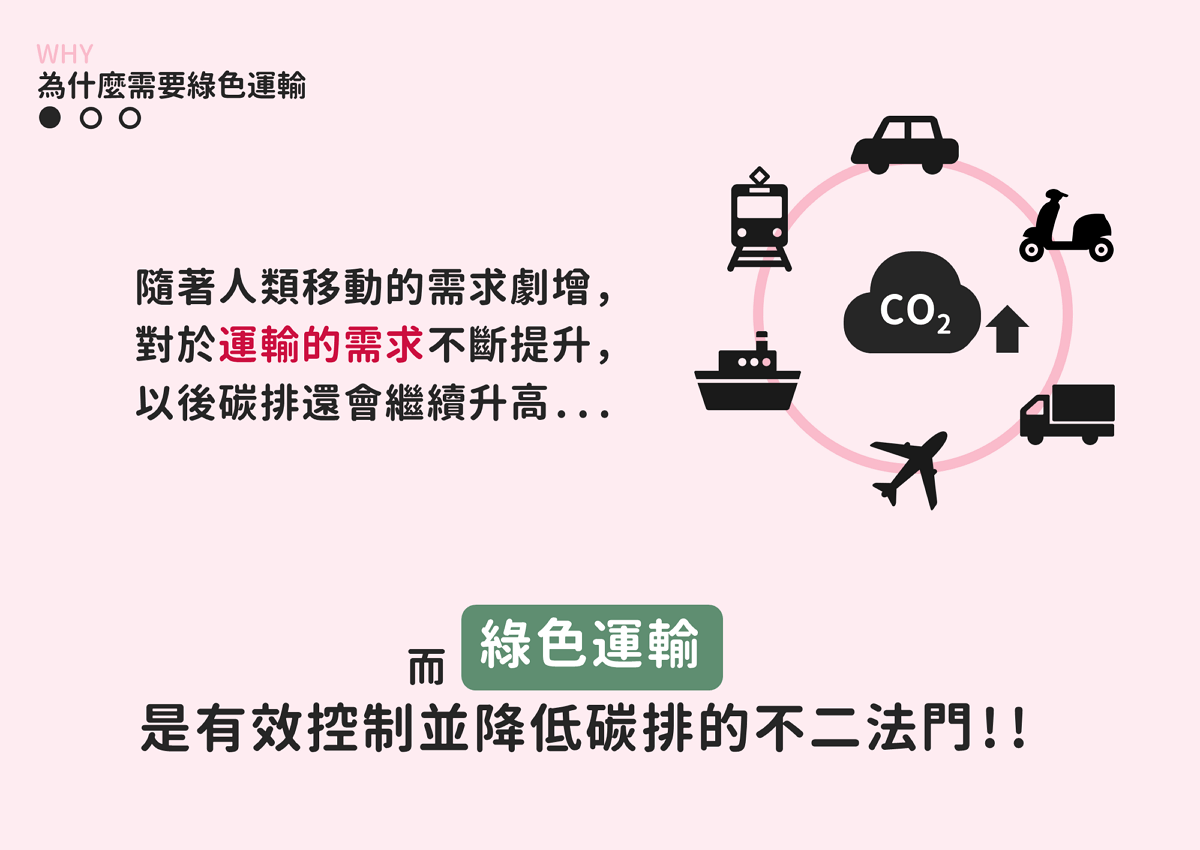 WHY
為什麼需要綠色運輸
隨著人類移動的需求劇增，
對於運輸的需求不斷提升，
以後碳排還會繼續升高...
CO₂
而 綠色運輸
是有效控制並降低碳排的不二法門!!